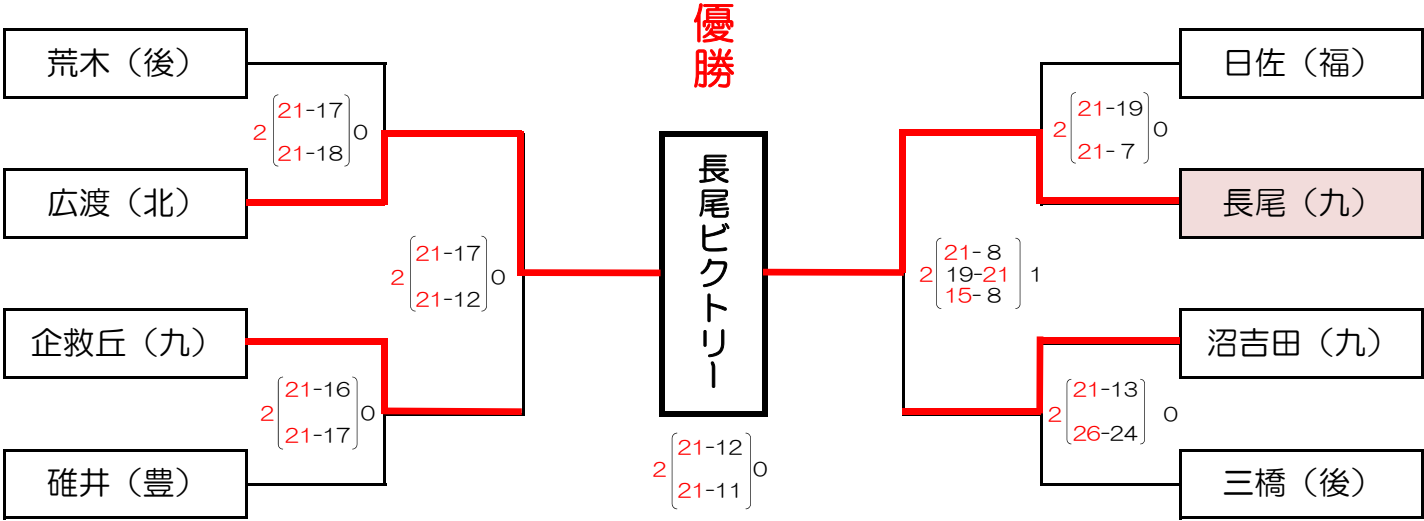 優勝
荒木（後）
2 21-17 0
21-18
広渡（北）
2 21-17 0
21-12
企救丘（九）
2 21-16 0
21-17
碓井（豊）
長尾ビクトリー
2 21-12 0
21-11
日佐（福）
2 21-19 0
21- 7
長尾（九）
21- 8
2 19-21 1
15- 8
沼吉田（九）
2 21-13 0
26-24
三橋（後）